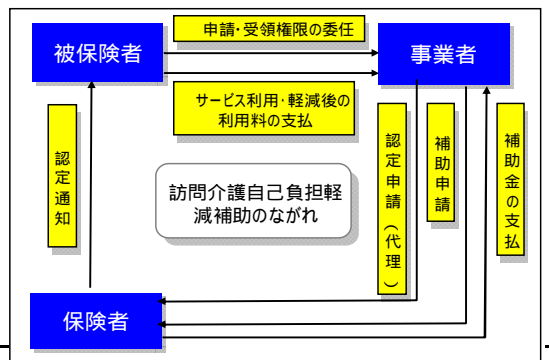 申請・受領権限の委任
被保険者
事業者
サービス利用・軽減後の
利用料の支払
認定通知
訪問介護自己負担軽
減補助のながれ
認定申請（代理）
補助申請
補助金の支払
保険者